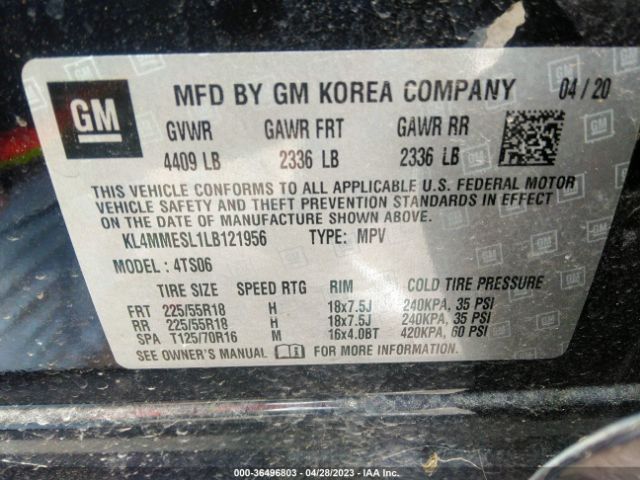 GM
MFD BY GM KOREA COMPANY 04/20
GVWR GAWR FRT GAWR RR
4409 LB 2336 LB 2336 LB
THIS VEHICLE CONFORMS TO ALL APPLICABLE U.S. FEDERAL MOTOR
VEHICLE SAFETY AND THEFT PREVENTION STANDARDS IN EFFECT
ON THE DATE OF MANUFACTURE SHOWN ABOVE.
KL4MMESL1LB121956 TYPE: MPV
MODEL: 4TS06
TIRE SIZE SPEED RTG RIM COLD TIRE PRESSURE
FRT 225/55R18 H 18x7.5J 240KPA, 35 PSI
RR 225/55R18 H 18x7.5J 240KPA, 35 PSI
SPA T125/70R16 M 16x4.0BT 420KPA, 60 PSI
SEE OWNER'S MANUAL FOR MORE INFORMATION.
000-36496803 - 04/28/2023 - IAA Inc.